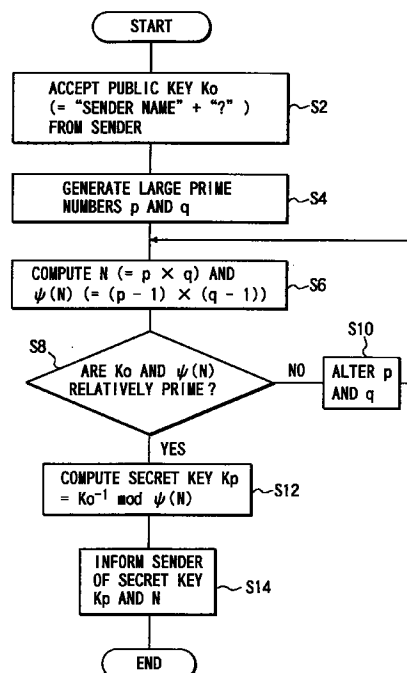 START
ACCEPT PUBLIC KEY Ko
(= "SENDER NAME" + "?" )
FROM SENDER
S2
GENERATE LARGE PRIME
NUMBERS p AND q
S4
COMPUTE N (= p × q) AND
ψ(N) (= (p - 1) × (q - 1))
S6
S8
ARE Ko AND ψ(N)
RELATIVELY PRIME?
NO
S10
ALTER p
AND q
YES
COMPUTE SECRET KEY Kp
= Ko⁻¹ mod ψ(N)
S12
INFORM SENDER
OF SECRET KEY
Kp AND N
S14
END